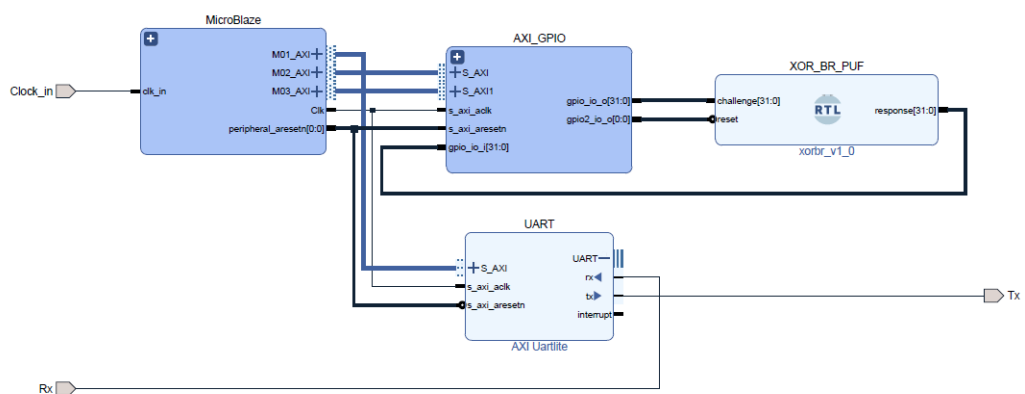 MicroBlaze
clk_in
M01_AXI
M02_AXI
M03_AXI
Clk
peripheral_aresetn[0:0]
Clock_in
AXI_GPIO
S_AXI
S_AXI1
s_axi_aclk
s_axi_aresetn
gpio_io_i[31:0]
gpio_io_o[31:0]
gpio2_io_o[0:0]
XOR_BR_PUF
challenge[31:0]
reset
RTL
response[31:0]
xorbr_v1_0
UART
S_AXI
s_axi_aclk
s_axi_aresetn
UART
rx
tx
interrupt
AXI Uartlite
Tx
Rx